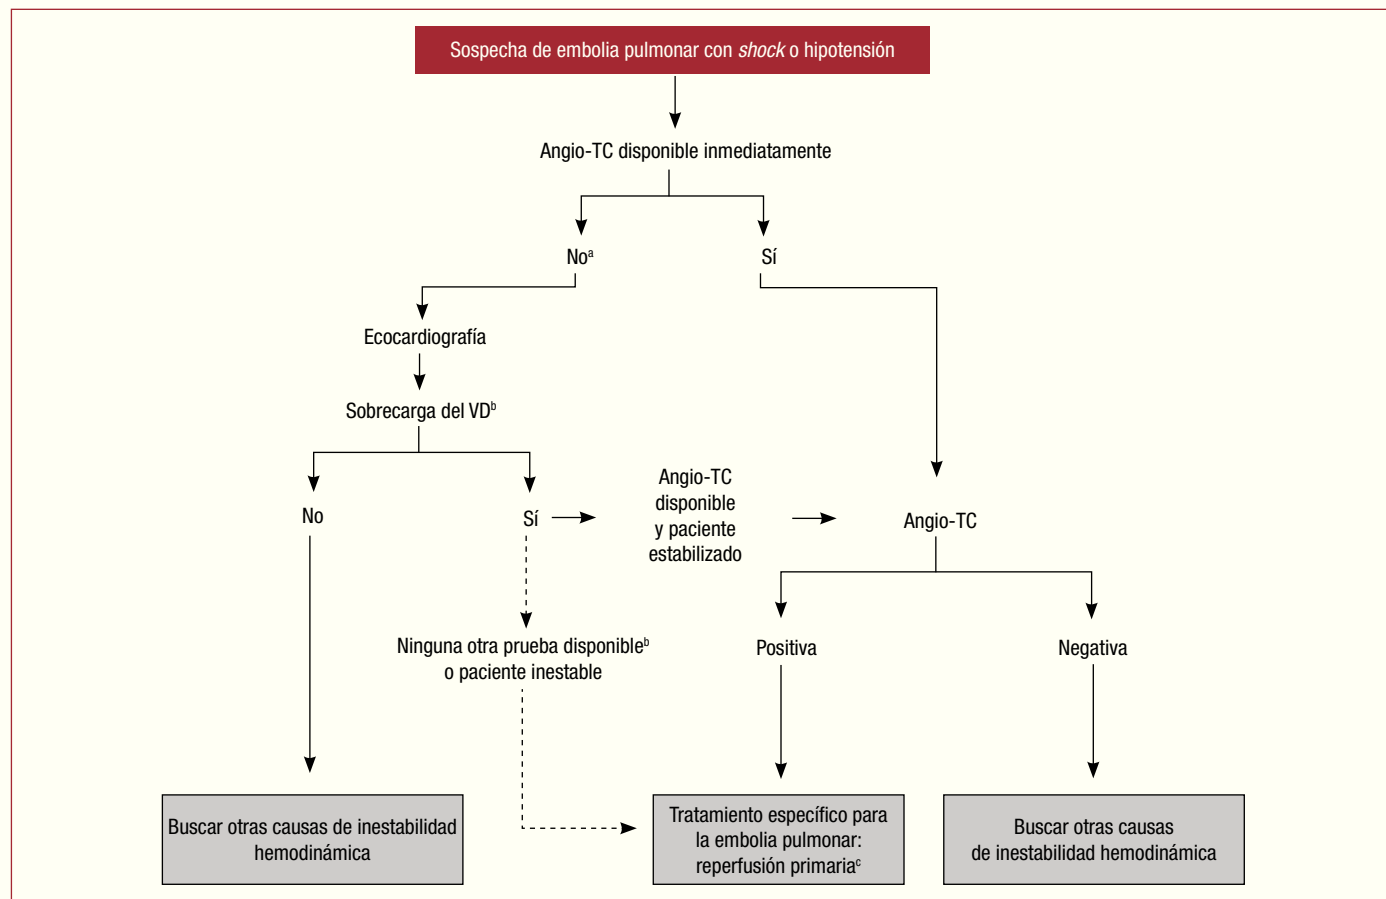 Sospecha de embolia pulmonar con shock o hipotensión
Angio-TC disponible inmediatamente
Noᵃ
Sí
Ecocardiografía
Sobrecarga del VDᵇ
No
Sí
Angio-TC
disponible
y paciente
estabilizado
Angio-TC
Ninguna otra prueba disponibleᵇ
o paciente inestable
Positiva
Negativa
Buscar otras causas de inestabilidad
hemodinámica
Tratamiento específico para
la embolia pulmonar:
reperfusión primariaᶜ
Buscar otras causas
de inestabilidad hemodinámica